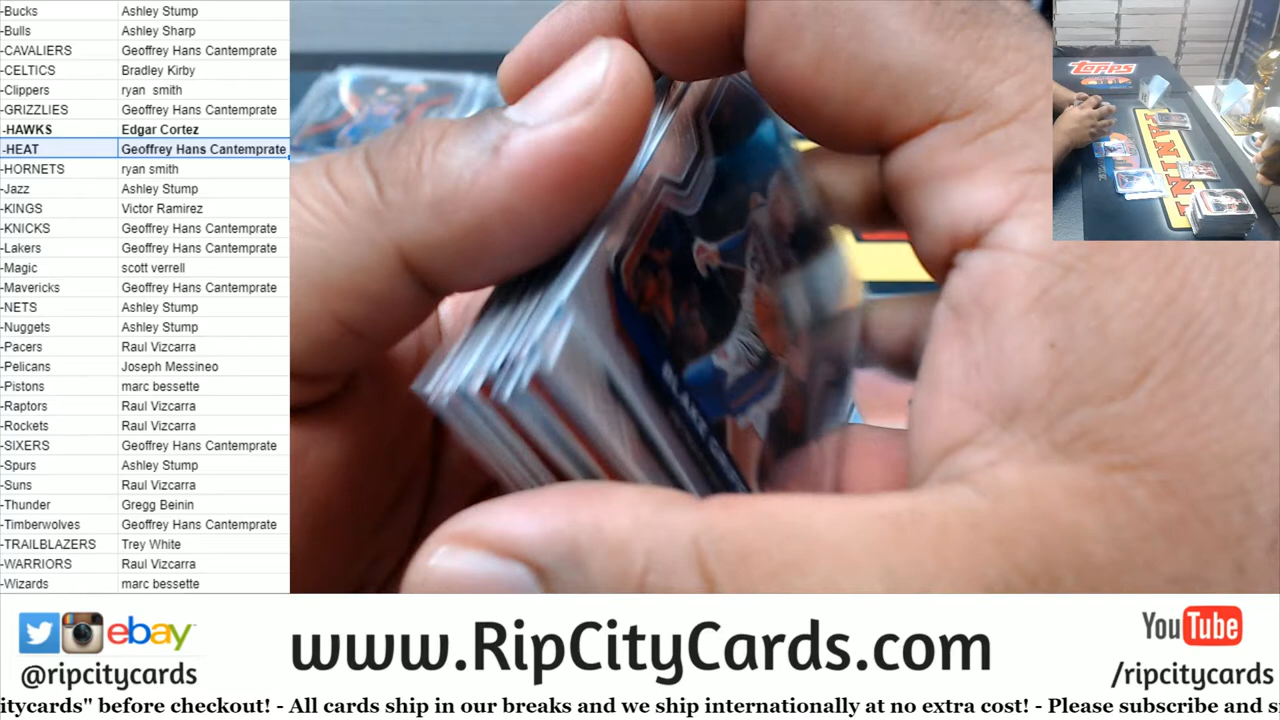 -Bucks Ashley Stump
-Bulls Ashley Sharp
-CAVALIERS Geoffrey Hans Cantemprate
-CELTICS Bradley Kirby
-Clippers ryan smith
-GRIZZLIES Geoffrey Hans Cantemprate
-HAWKS Edgar Cortez
-HEAT Geoffrey Hans Cantemprate
-HORNETS ryan smith
-Jazz Ashley Stump
-KINGS Victor Ramirez
-KNICKS Geoffrey Hans Cantemprate
-Lakers Geoffrey Hans Cantemprate
-Magic scott verrell
-Mavericks Geoffrey Hans Cantemprate
-NETS Ashley Stump
-Nuggets Ashley Stump
-Pacers Raul Vizcarra
-Pelicans Joseph Messineo
-Pistons marc bessette
-Raptors Raul Vizcarra
-Rockets Raul Vizcarra
-SIXERS Geoffrey Hans Cantemprate
-Spurs Ashley Stump
-Suns Raul Vizcarra
-Thunder Gregg Beinin
-Timberwolves Geoffrey Hans Cantemprate
-TRAILBLAZERS Trey White
-WARRIORS Raul Vizcarra
-Wizards marc bessette
Topps
PANINI
ebay
@ripcitycards
www.RipCityCards.com
YouTube
/ripcitycards
itycards" before checkout! - All cards ship in our breaks and we ship internationally at no extra cost! - Please subscribe and s